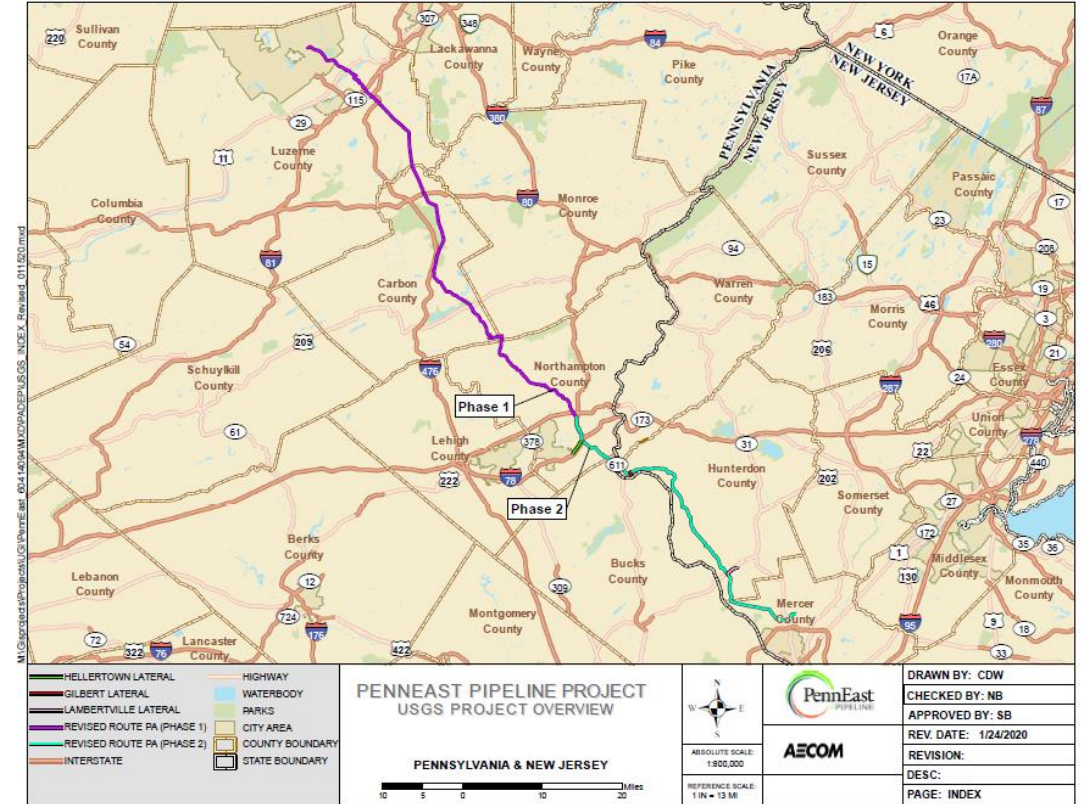 Sullivan
County
220
307
348
Lackawanna
County
Wayne
County
84
Pike
County
6
Orange
County
17A
NEW YORK
NEW JERSEY
PENNSYLVANIA
NEW JERSEY
87
115
29
11
Luzerne
County
380
Sussex
County
Passaic
County
Columbia
County
80
Monroe
County
23
17
94
208
81
15
Carbon
County
Warren
County
183
46
19
3
Morris
County
54
209
206
280
21
Schuylkill
County
476
Northampton
County
Essex
County
24
287
Phase 1
61
173
Union
County
278
Lehigh
County
378
31
22
440
222
78
611
Hunterdon
County
202
Phase 2
Somerset
County
27
172
35
36
Berks
County
1
Middlesex
County
Lebanon
County
12
Bucks
County
130
Monmouth
County
309
724
176
Montgomery
County
Mercer
County
95
9
18
72
322
76
Lancaster
County
422
33
M:\Gisprojects\Projects\UGI\PennEast_60414094\MXD\PADEP\USGS_INDEX_Revised_011520.mxd
HELLERTOWN LATERAL
GILBERT LATERAL
LAMBERTVILLE LATERAL
REVISED ROUTE PA (PHASE 1)
REVISED ROUTE PA (PHASE 2)
INTERSTATE
HIGHWAY
WATERBODY
PARKS
CITY AREA
COUNTY BOUNDARY
STATE BOUNDARY
PENNEAST PIPELINE PROJECT
USGS PROJECT OVERVIEW
PENNSYLVANIA & NEW JERSEY
Miles
10 5 0 10 20
N
W E
S
ABSOLUTE SCALE:
1:800,000
REFERENCE SCALE:
1 IN = 13 MI
PennEast
PIPELINE
AECOM
DRAWN BY: CDW
CHECKED BY: NB
APPROVED BY: SB
REV. DATE: 1/24/2020
REVISION:
DESC:
PAGE: INDEX